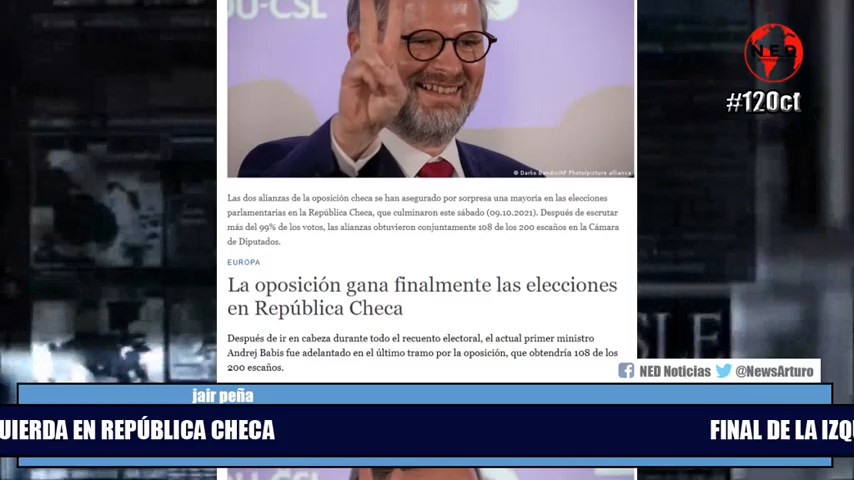 DU-CSL
NED
#12Oct
© Darko Bandic/AP Photo/picture alliance
Las dos alianzas de la oposición checa se han asegurado por sorpresa una mayoría en las elecciones
parlamentarias en la República Checa, que culminaron este sábado (09.10.2021). Después de escrutar
más del 99% de los votos, las alianzas obtuvieron conjuntamente 108 de los 200 escaños en la Cámara
de Diputados.
EUROPA
La oposición gana finalmente las elecciones
en República Checa
Después de ir en cabeza durante todo el recuento electoral, el actual primer ministro
Andrej Babis fue adelantado en el último tramo por la oposición, que obtendría 108 de los
200 escaños.
NED Noticias @NewsArturo
jair peña
UIERDA EN REPÚBLICA CHECA FINAL DE LA IZQU